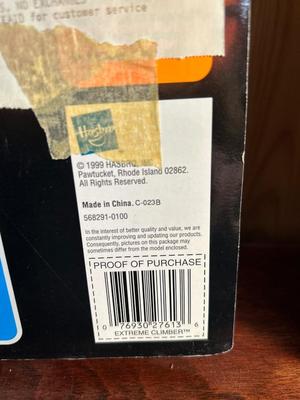 S. NO EXCHANGES
for customer service
Hasbro
© 1999 HASBRO,
Pawtucket, Rhode Island 02862.
All Rights Reserved.
Made in China. C-023B
568291-0100
In the interest of better quality and value, we are
constantly improving and updating our products.
Consequently, pictures on this package may
sometimes differ from the model enclosed.
PROOF OF PURCHASE
0 76930 27613 6
EXTREME CLIMBER™